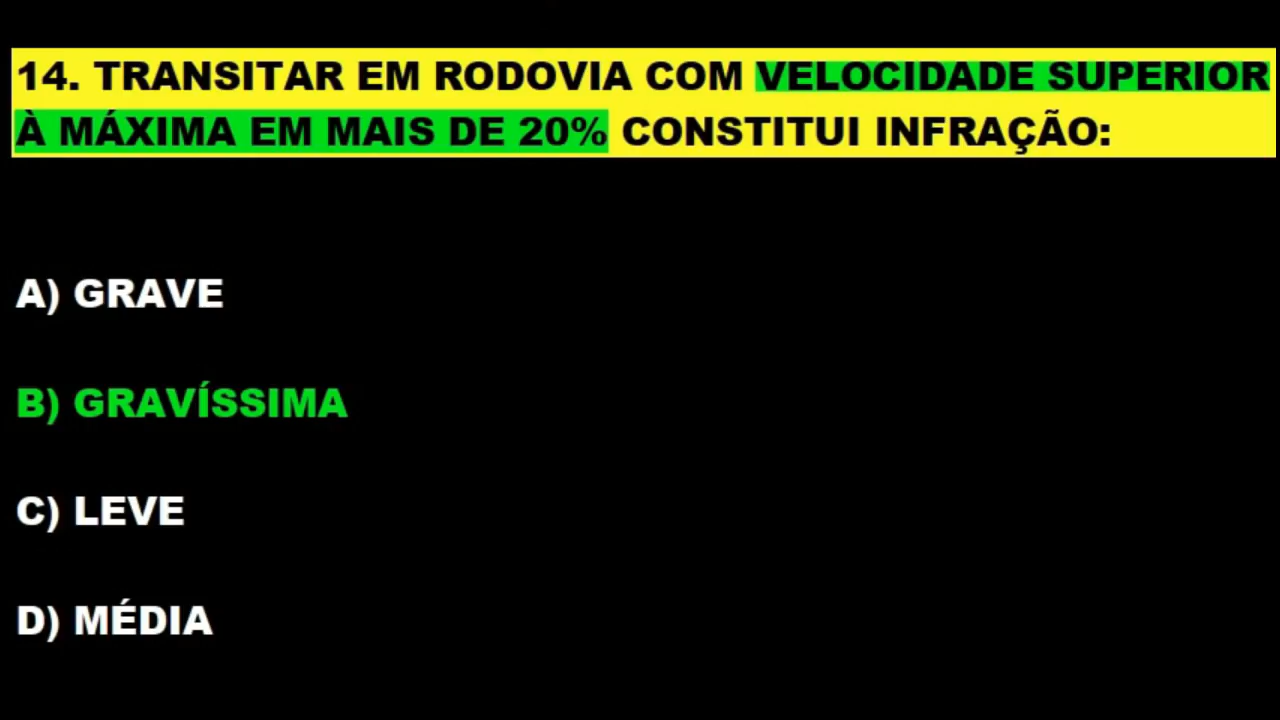 14. TRANSITAR EM RODOVIA COM VELOCIDADE SUPERIOR
À MÁXIMA EM MAIS DE 20% CONSTITUI INFRAÇÃO:
A) GRAVE
B) GRAVÍSSIMA
C) LEVE
D) MÉDIA